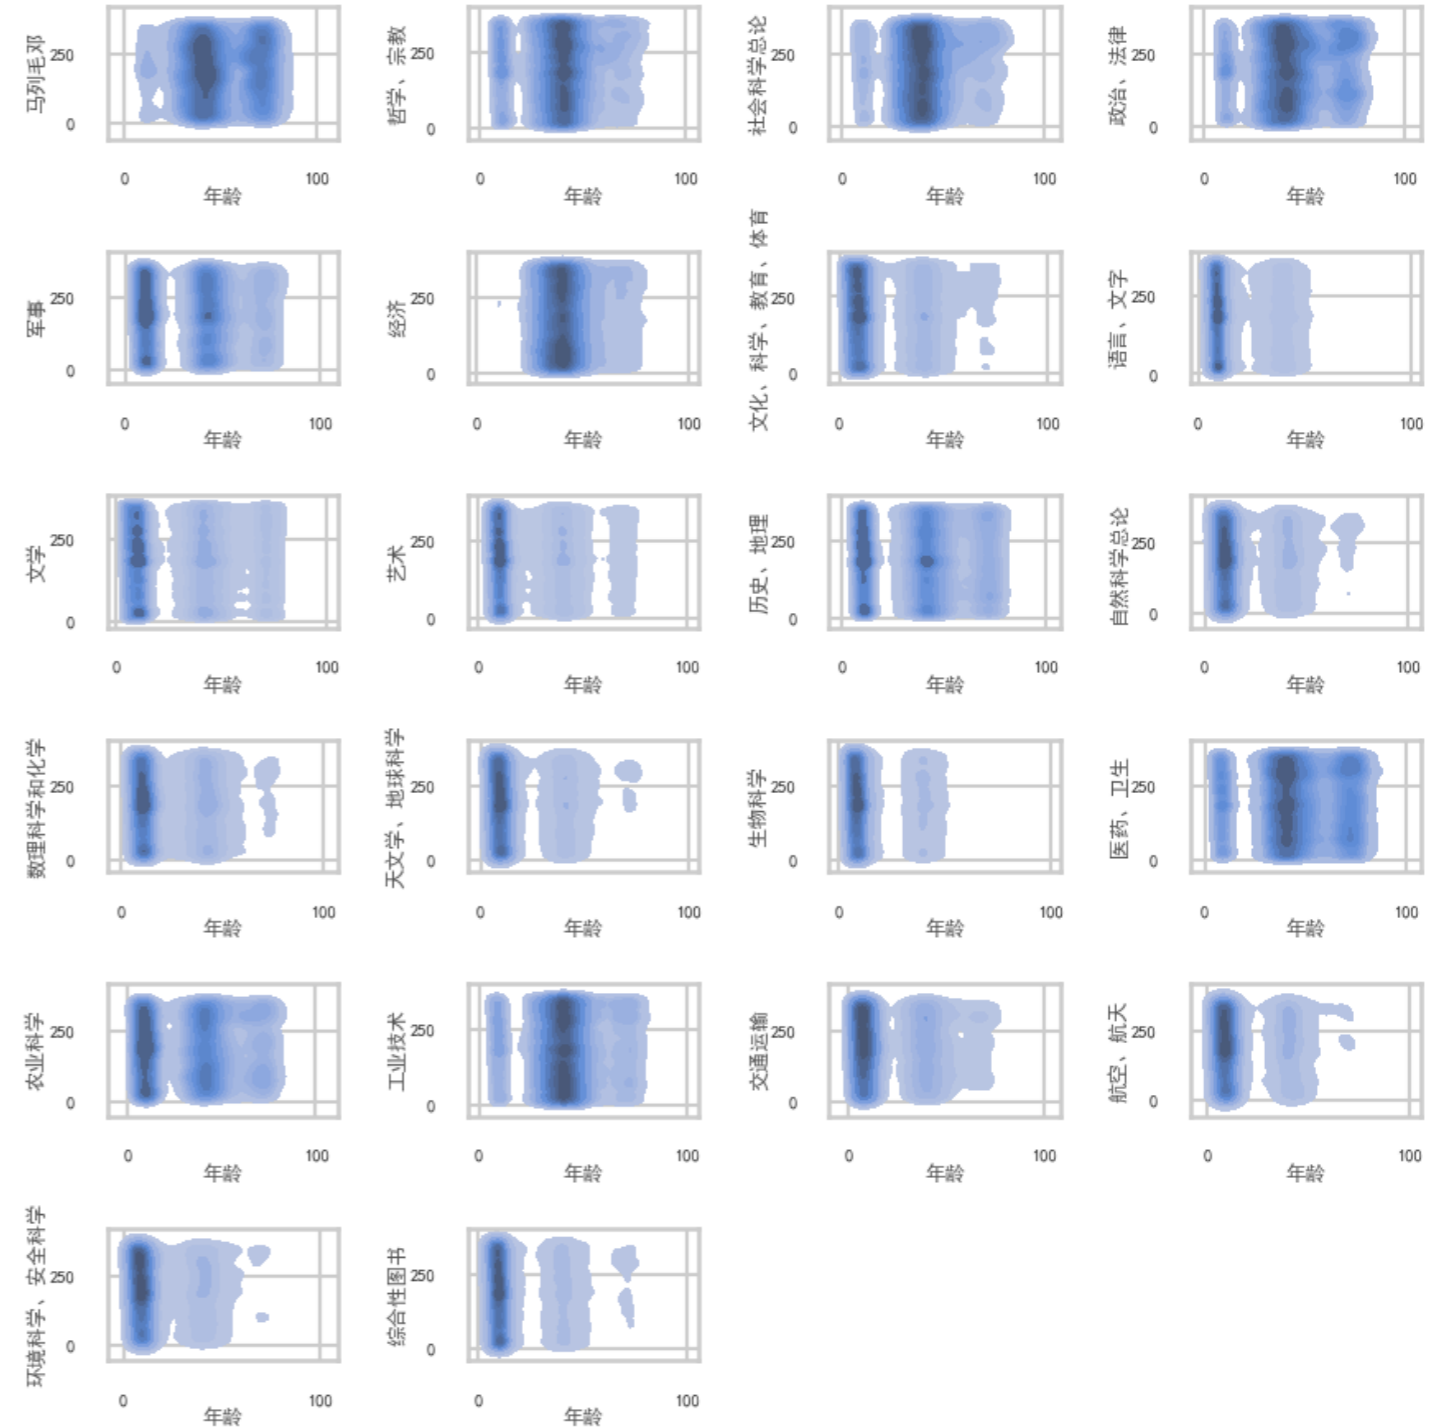 马列毛邓
250
0
0
100
年龄
哲学、宗教
250
0
0
100
年龄
社会科学总论
250
0
0
100
年龄
政治、法律
250
0
0
100
年龄
军事
250
0
0
100
年龄
经济
250
0
0
100
年龄
文化、科学、教育、体育
250
0
0
100
年龄
语言、文字
250
0
0
100
年龄
文学
250
0
0
100
年龄
艺术
250
0
0
100
年龄
历史、地理
250
0
0
100
年龄
自然科学总论
250
0
0
100
年龄
数理科学和化学
250
0
0
100
年龄
天文学、地球科学
250
0
0
100
年龄
生物科学
250
0
0
100
年龄
医药、卫生
250
0
0
100
年龄
农业科学
250
0
0
100
年龄
工业技术
250
0
0
100
年龄
交通运输
250
0
0
100
年龄
航空、航天
250
0
0
100
年龄
环境科学、安全科学
250
0
0
100
年龄
综合性图书
250
0
0
100
年龄